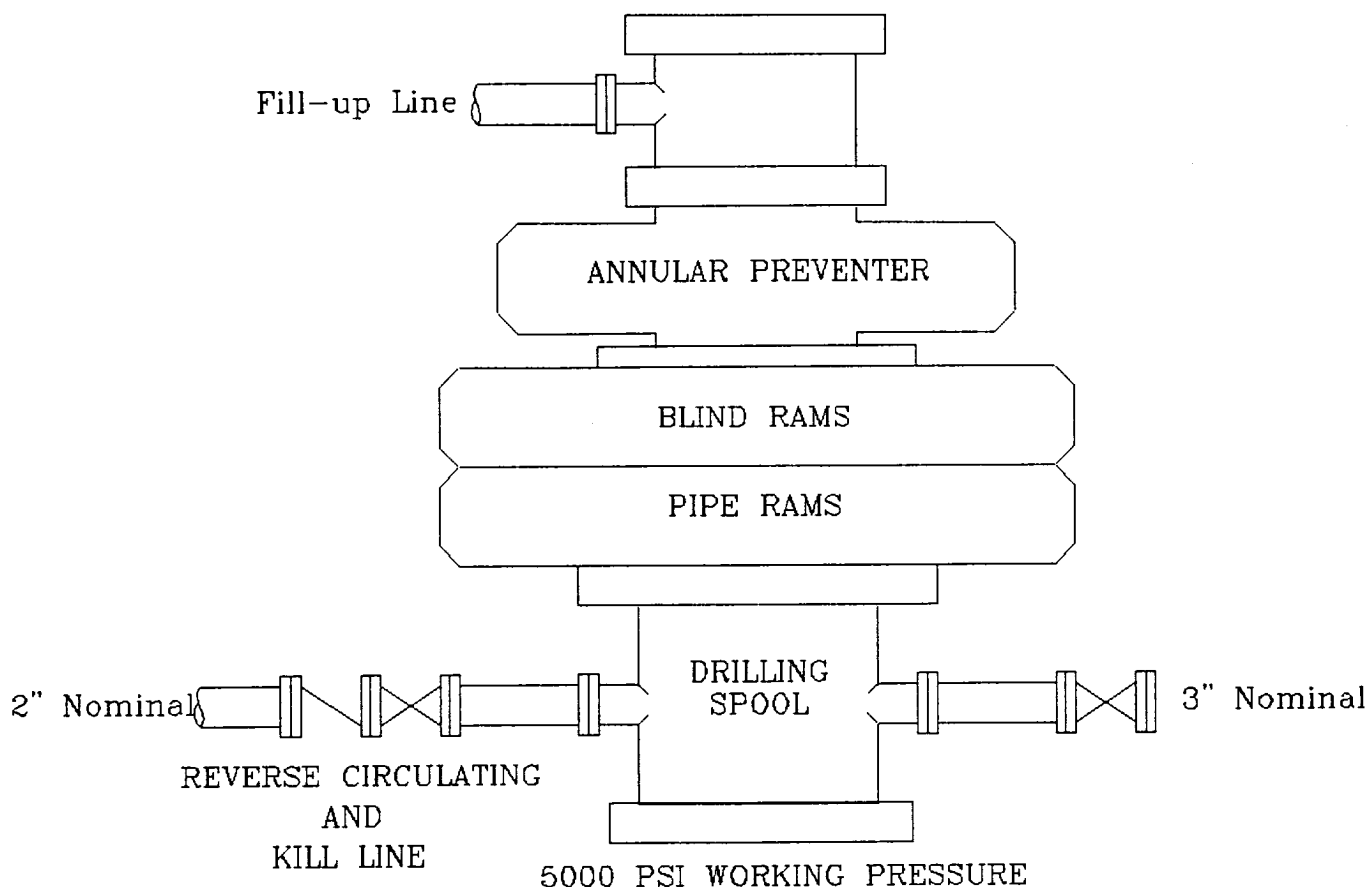 Fill-up Line
ANNULAR PREVENTER
BLIND RAMS
PIPE RAMS
DRILLING
SPOOL
2" Nominal
3" Nominal
REVERSE CIRCULATING
AND
KILL LINE
5000 PSI WORKING PRESSURE